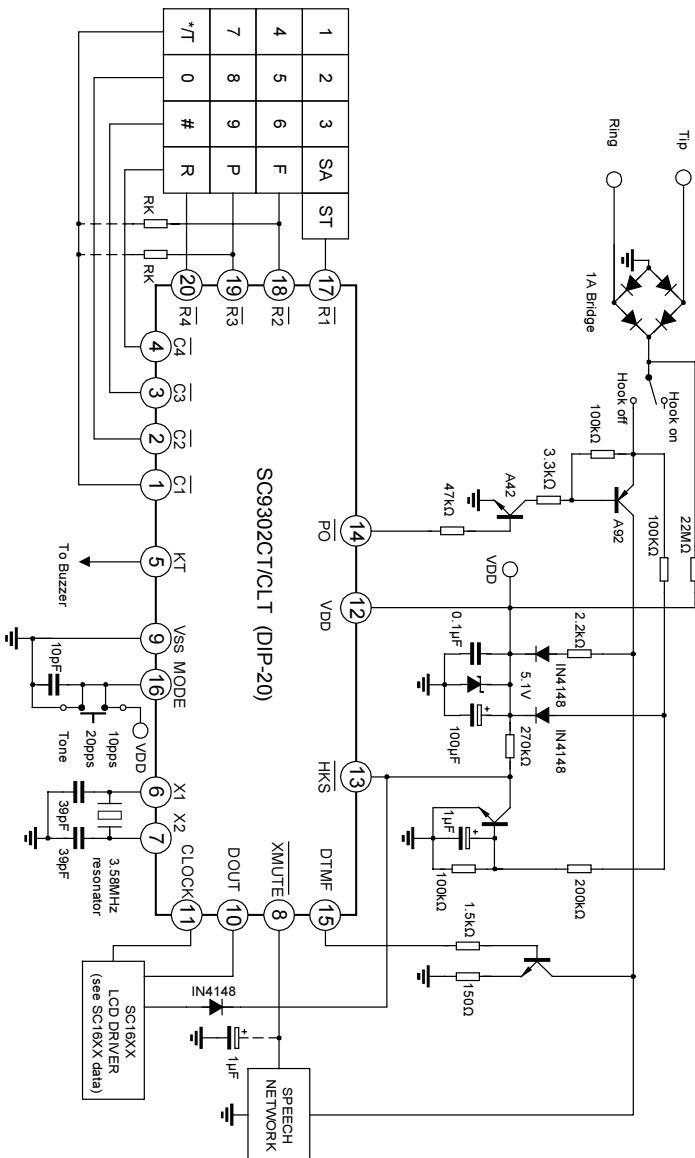 Tip
Ring
1A Bridge
Hook on
Hook off
22MΩ
100KΩ
100kΩ
A92
3.3kΩ
A42
47kΩ
VDD
2.2kΩ
IN4148
IN4148
0.1μF
5.1V
100μF
270kΩ
1μF
+
+
100kΩ
200kΩ
1.5kΩ
150Ω
1 2 3 SA ST
4 5 6 F
7 8 9 P
*/T 0 # R
RK
RK
17 R1
18 R2
19 R3
20 R4
14 PO
12 VDD
13 HKS
15 DTMF
8 XMUTE
10 DOUT
11 CLOCK
SC9302CT/CLT (DIP-20)
4 C4
3 C3
2 C2
1 C1
5 KT
9 VSS
16 MODE
6 X1
7 X2
To Buzzer
10pF
VDD
10pps
20pps
Tone
39pF
39pF
3.58MHz
resonator
IN4148
1μF
+
SC16XX
LCD DRIVER
(see SC16XX data)
SPEECH
NETWORK